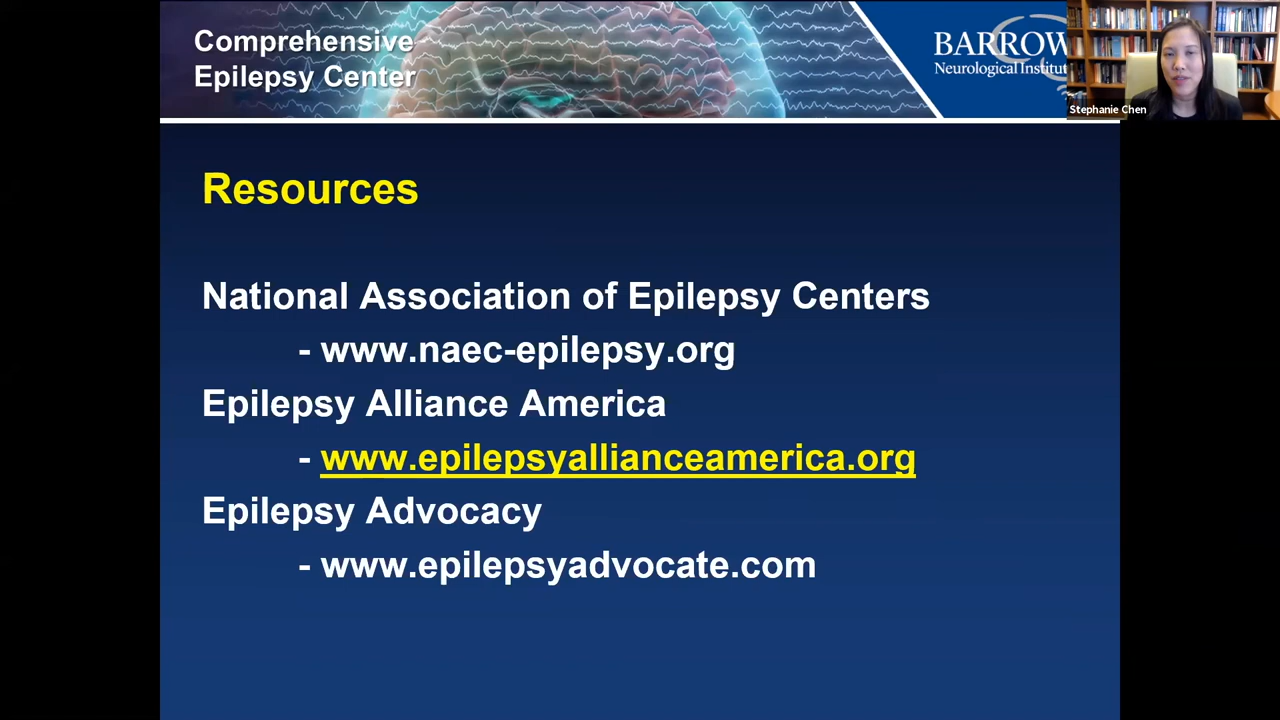 Comprehensive
Epilepsy Center
BARROW
Neurological Institut
Stephanie Chen
Resources
National Association of Epilepsy Centers
- www.naec-epilepsy.org
Epilepsy Alliance America
- www.epilepsyallianceamerica.org
Epilepsy Advocacy
- www.epilepsyadvocate.com